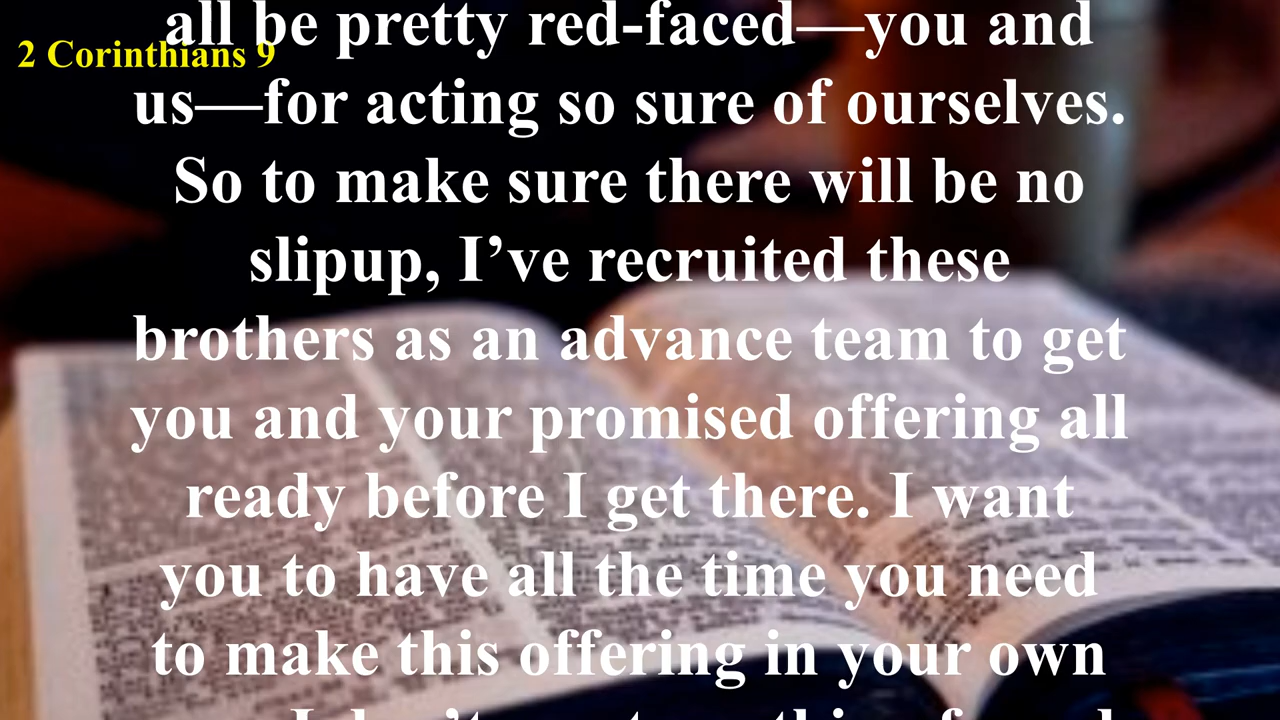 all be pretty red-faced—you and
2 Corinthians 9
us—for acting so sure of ourselves.
So to make sure there will be no
slipup, I’ve recruited these
brothers as an advance team to get
you and your promised offering all
ready before I get there. I want
you to have all the time you need
to make this offering in your own